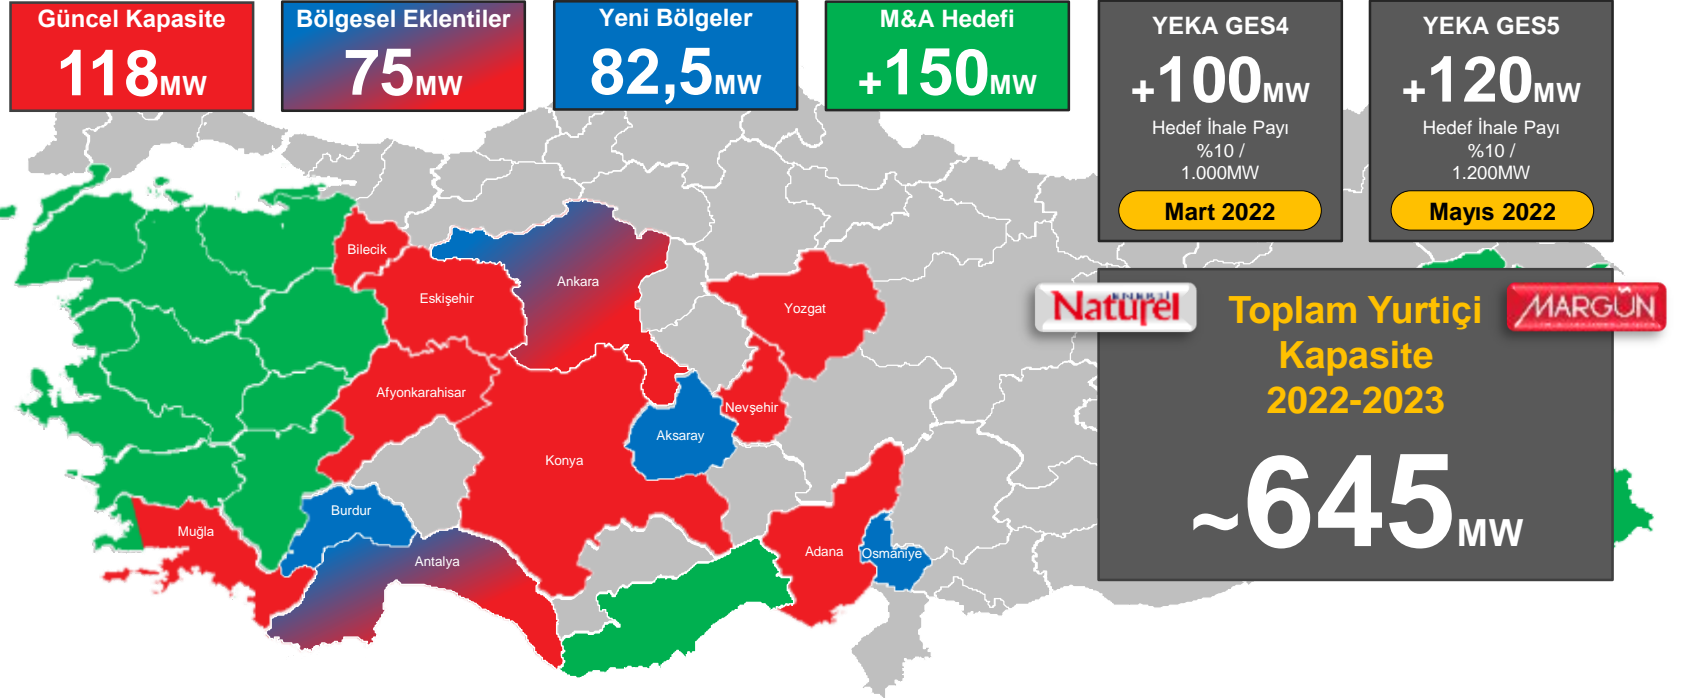 Güncel Kapasite
118MW
Bölgesel Eklentiler
75MW
Yeni Bölgeler
82,5MW
M&A Hedefi
+150MW
YEKA GES4
+100MW
Hedef İhale Payı
%10 /
1.000MW
Mart 2022
YEKA GES5
+120MW
Hedef İhale Payı
%10 /
1.200MW
Mayıs 2022
Bilecik
Eskişehir
Ankara
Yozgat
Afyonkarahisar
Nevşehir
Aksaray
Konya
Burdur
Muğla
Antalya
Adana
Osmaniye
Naturel
MARGÜN
Toplam Yurtiçi
Kapasite
2022-2023
~645MW